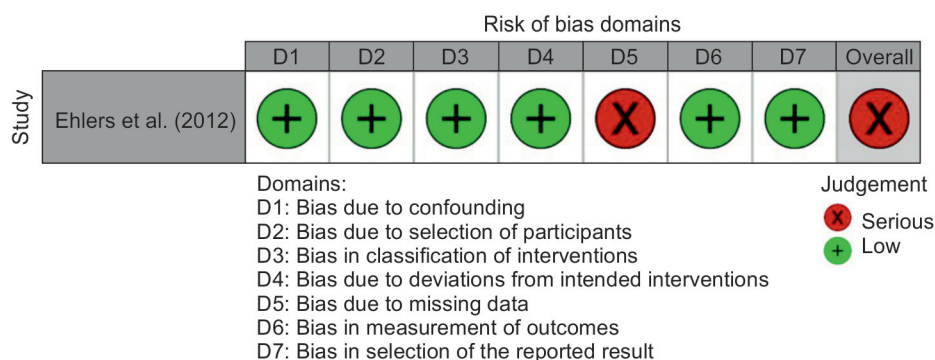 Risk of bias domains
D1 D2 D3 D4 D5 D6 D7 Overall
Study
Ehlers et al. (2012) + + + + X + + X
Domains:
D1: Bias due to confounding
D2: Bias due to selection of participants
D3: Bias in classification of interventions
D4: Bias due to deviations from intended interventions
D5: Bias due to missing data
D6: Bias in measurement of outcomes
D7: Bias in selection of the reported result
Judgement
X Serious
+ Low